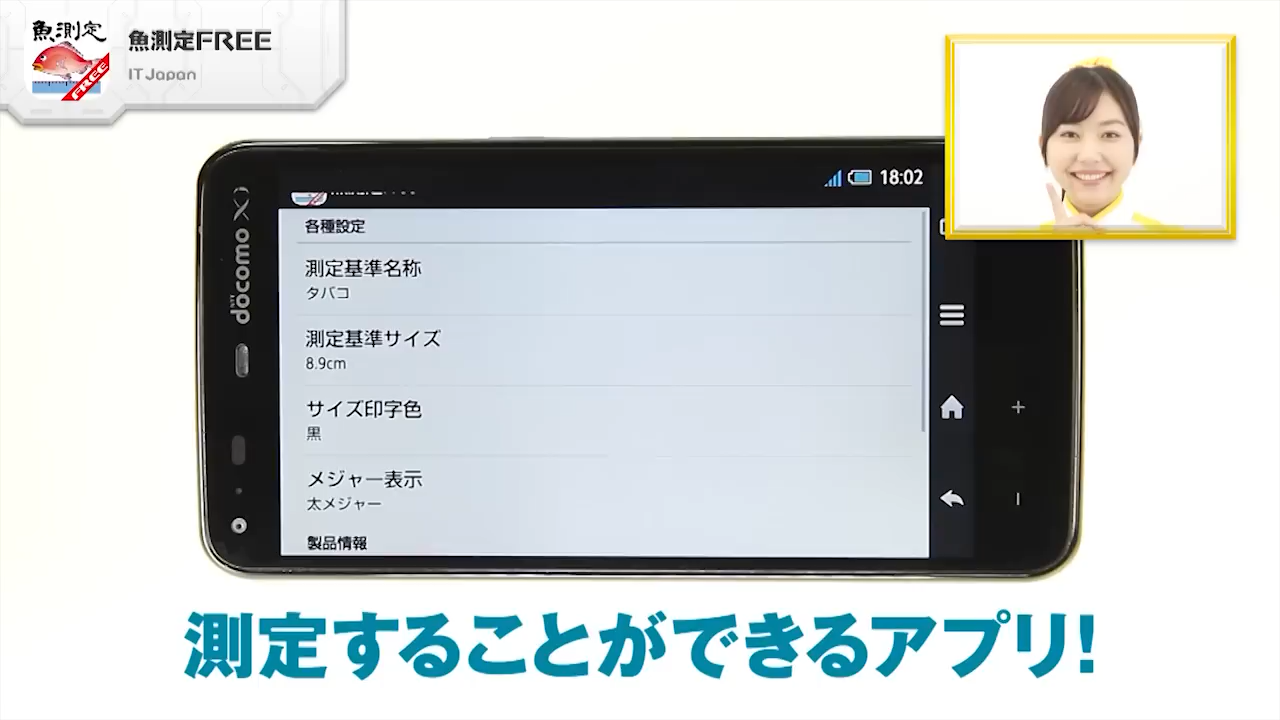 魚測定
FREE
魚測定FREE
IT Japan
18:02
NTT docomo Xi
各種設定
測定基準名称
タバコ
測定基準サイズ
8.9cm
サイズ印字色
黒
メジャー表示
太メジャー
製品情報
測定することができるアプリ!